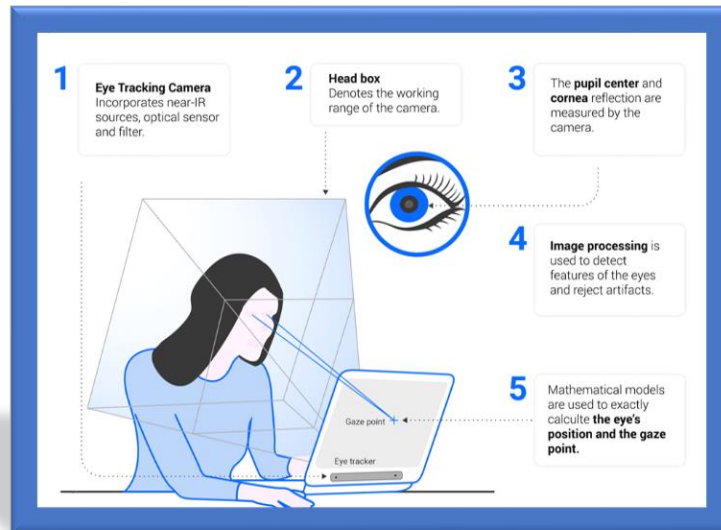 1
Eye Tracking Camera
Incorporates near-IR
sources, optical sensor
and filter.
2
Head box
Denotes the working
range of the camera.
3
The pupil center and
cornea reflection are
measured by the
camera.
4
Image processing is
used to detect
features of the eyes
and reject artifacts.
5
Mathematical models
are used to exactly
calculte the eye's
position and the gaze
point.
Gaze point
Eye tracker